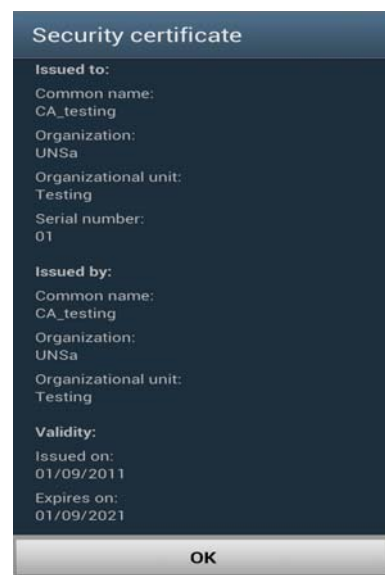 Security certificate
Issued to:
Common name:
CA_testing
Organization:
UNSa
Organizational unit:
Testing
Serial number:
01
Issued by:
Common name:
CA_testing
Organization:
UNSa
Organizational unit:
Testing
Validity:
Issued on:
01/09/2011
Expires on:
01/09/2021
OK